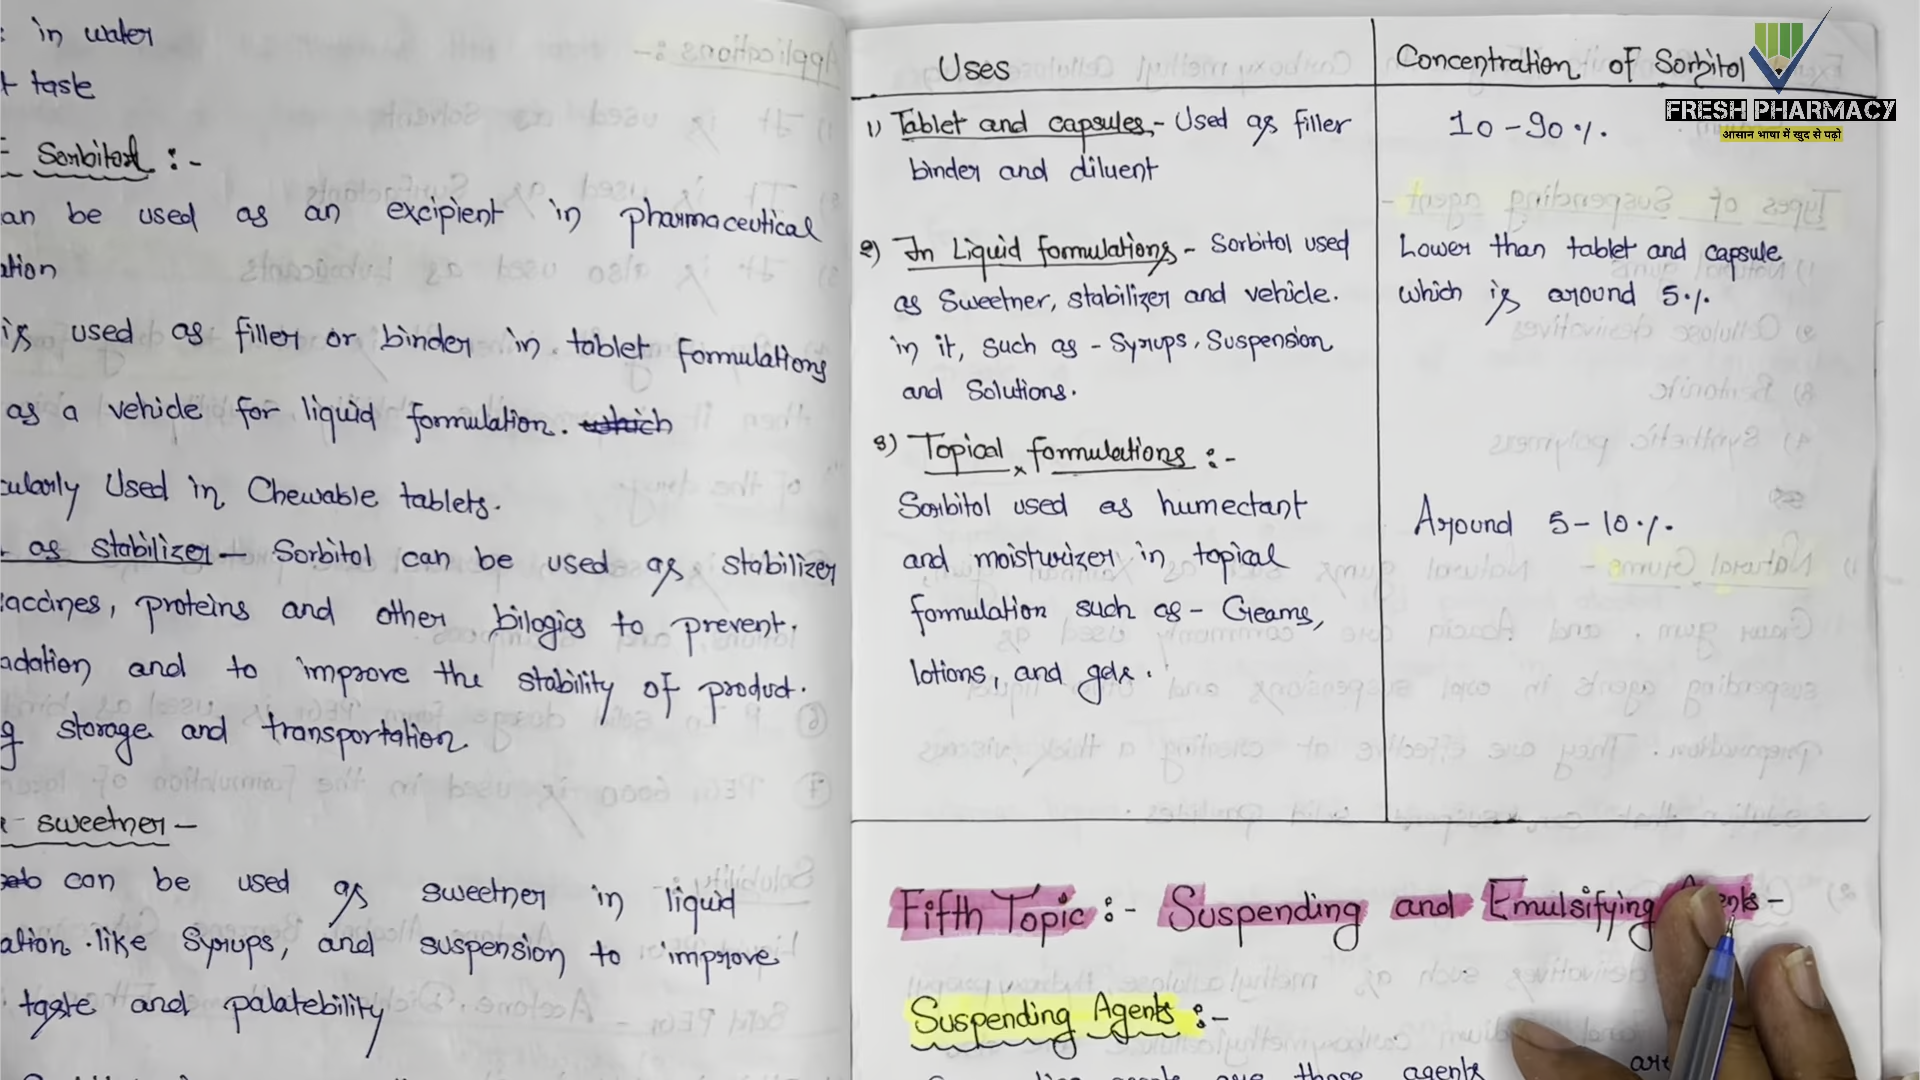 : in water
t taste
Sorbitol :-
an be used as an excipient in pharmaceutical
ation
is used as filler or binder in tablet formulations
as a vehicle for liquid formulation. which
cularly Used in Chewable tablets.
as stabilizer - Sorbitol can be used as stabilizer
accines, proteins and other bilogics to prevent.
adation and to improve the stability of product.
g storage and transportation
sweetner -
can be used as sweetner in liquid
ation like Syrups, and suspension to improve
taste and palatebility
Uses
Concentration of Sorbitol
1) Tablet and capsules - Used as filler
binder and diluent
10 - 90 %.
2) In Liquid formulations - Sorbitol used
as Sweetner, stabilizer and vehicle.
in it, such as - Syrups, Suspension
and Solutions.
Lower than tablet and capsule
which is around 5%.
3) Topical formulations :-
Sorbitol used as humectant
and moisturizer in topical
formulation such as - Creams,
lotions, and gels.
Around 5 - 10 %.
Fifth Topic :- Suspending and Emulsifying
Suspending Agents :-
are those agents
FRESH PHARMACY
आसान भाषा में खुद से पढ़ो